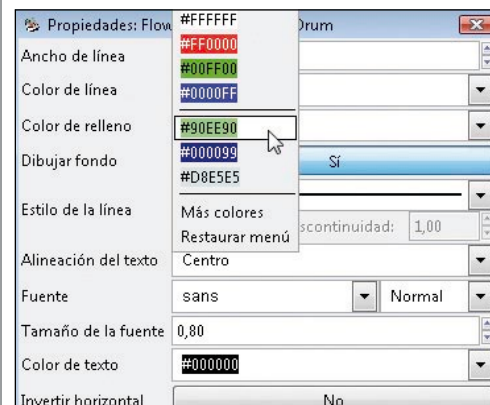 Propiedades: Flow
Drum
Ancho de línea
Color de línea
Color de relleno
Dibujar fondo
Sí
Estilo de la línea
scontinuidad: 1,00
Alineación del texto Centro
Fuente sans Normal
Tamaño de la fuente 0,80
Color de texto #000000
Invertir horizontal No
#FFFFFF
#FF0000
#00FF00
#0000FF
#90EE90
#000099
#D8E5E5
Más colores
Restaurar menú